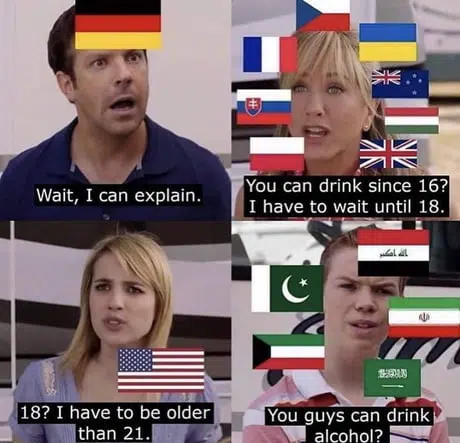 Wait, I can explain.
You can drink since 16?
I have to wait until 18.
18? I have to be older
than 21.
You guys can drink
alcohol?